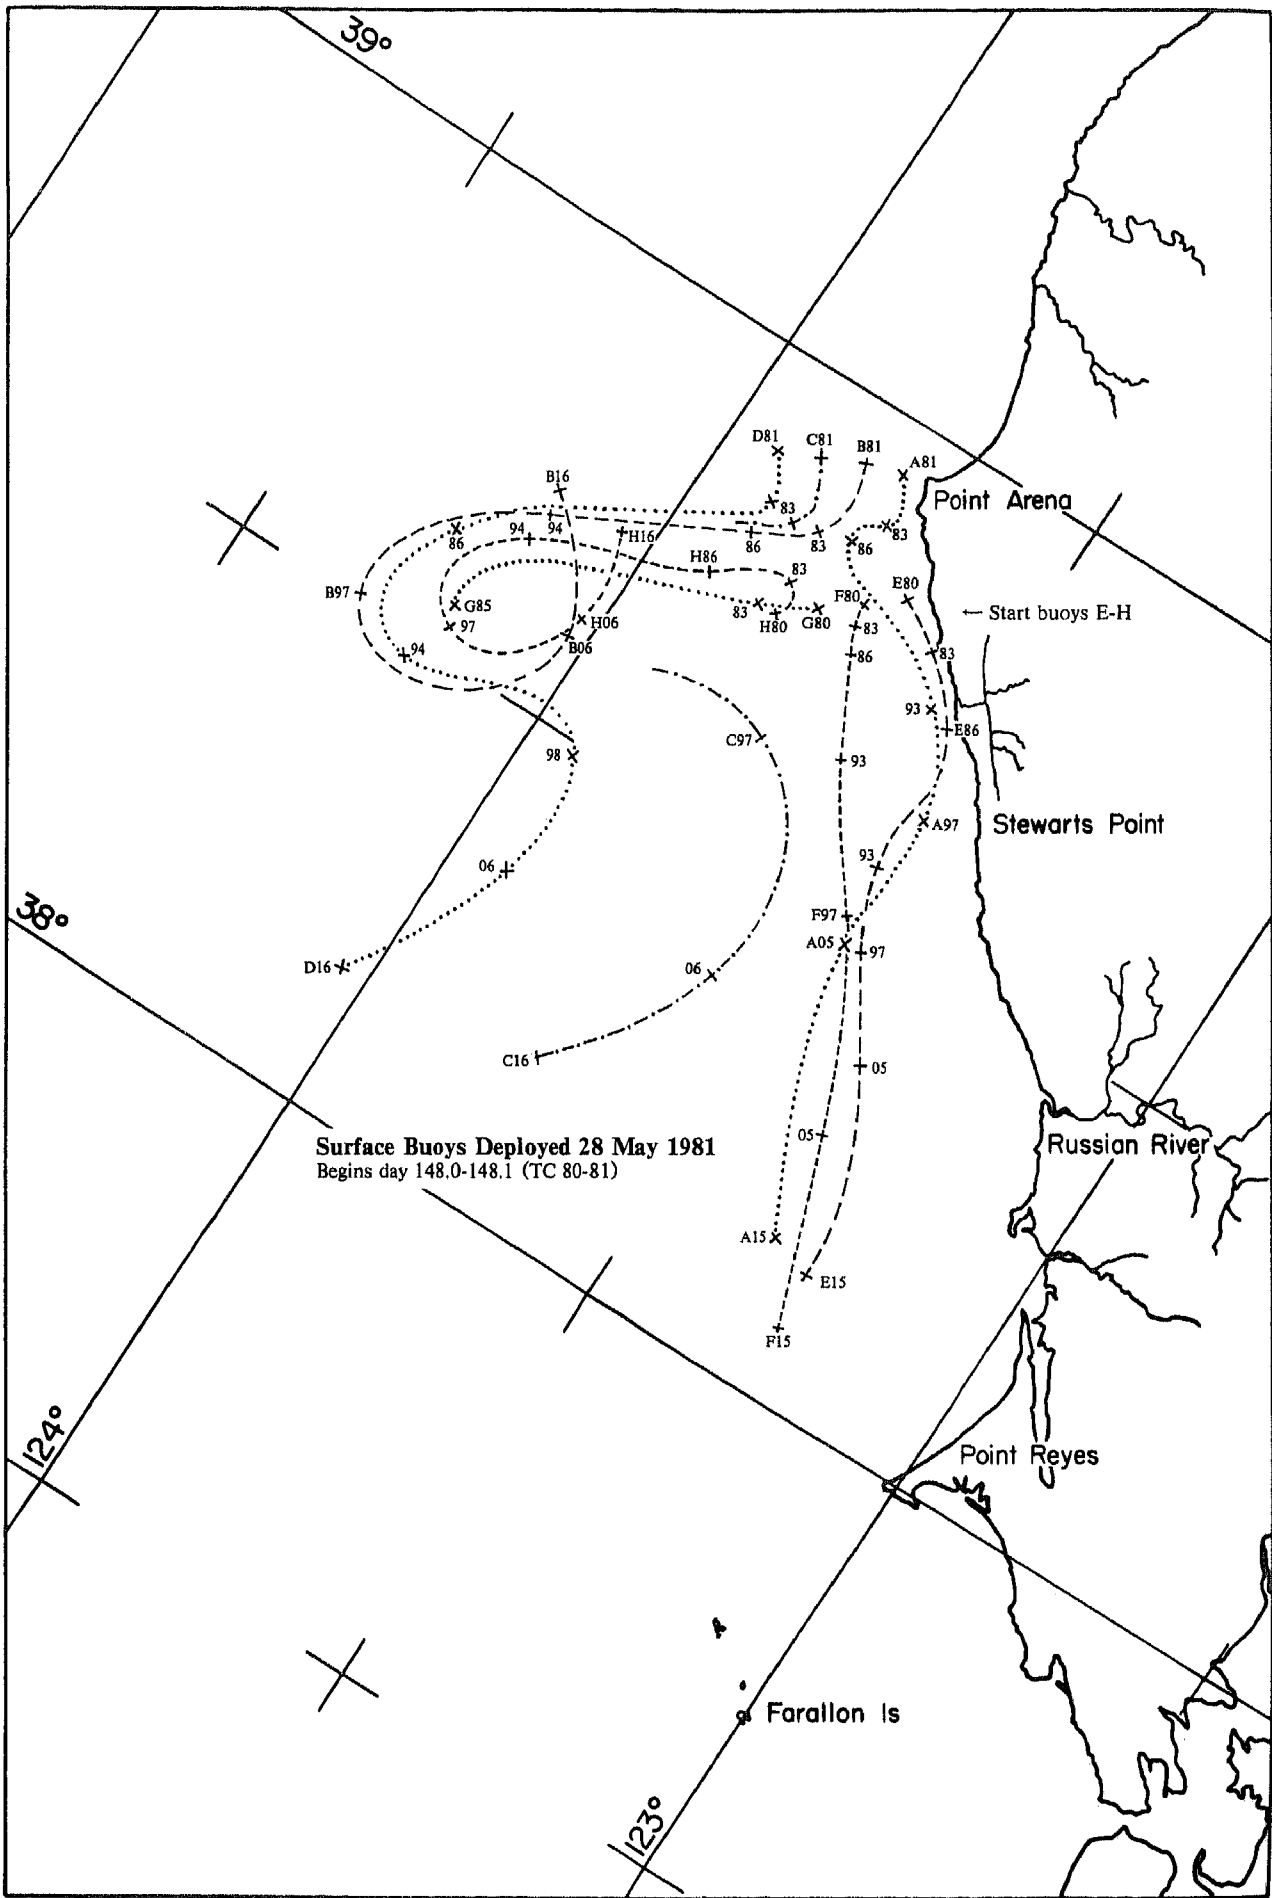 39°
D81
C81
B81
A81
B16
Point Arena
83
83
86
94
94
H16
86
83
86
H86
83
E80
B97
G85
F80
← Start buoys E-H
97
83
H80
G80
H06
83
B06
86
83
94
93
E86
C97
98
93
A97
Stewarts Point
93
06
38°
F97
A05
97
D16
06
C16
05
05
Russian River
Surface Buoys Deployed 28 May 1981
Begins day 148.0-148.1 (TC 80-81)
A15
E15
F15
124°
Point Reyes
Farallon Is
123°